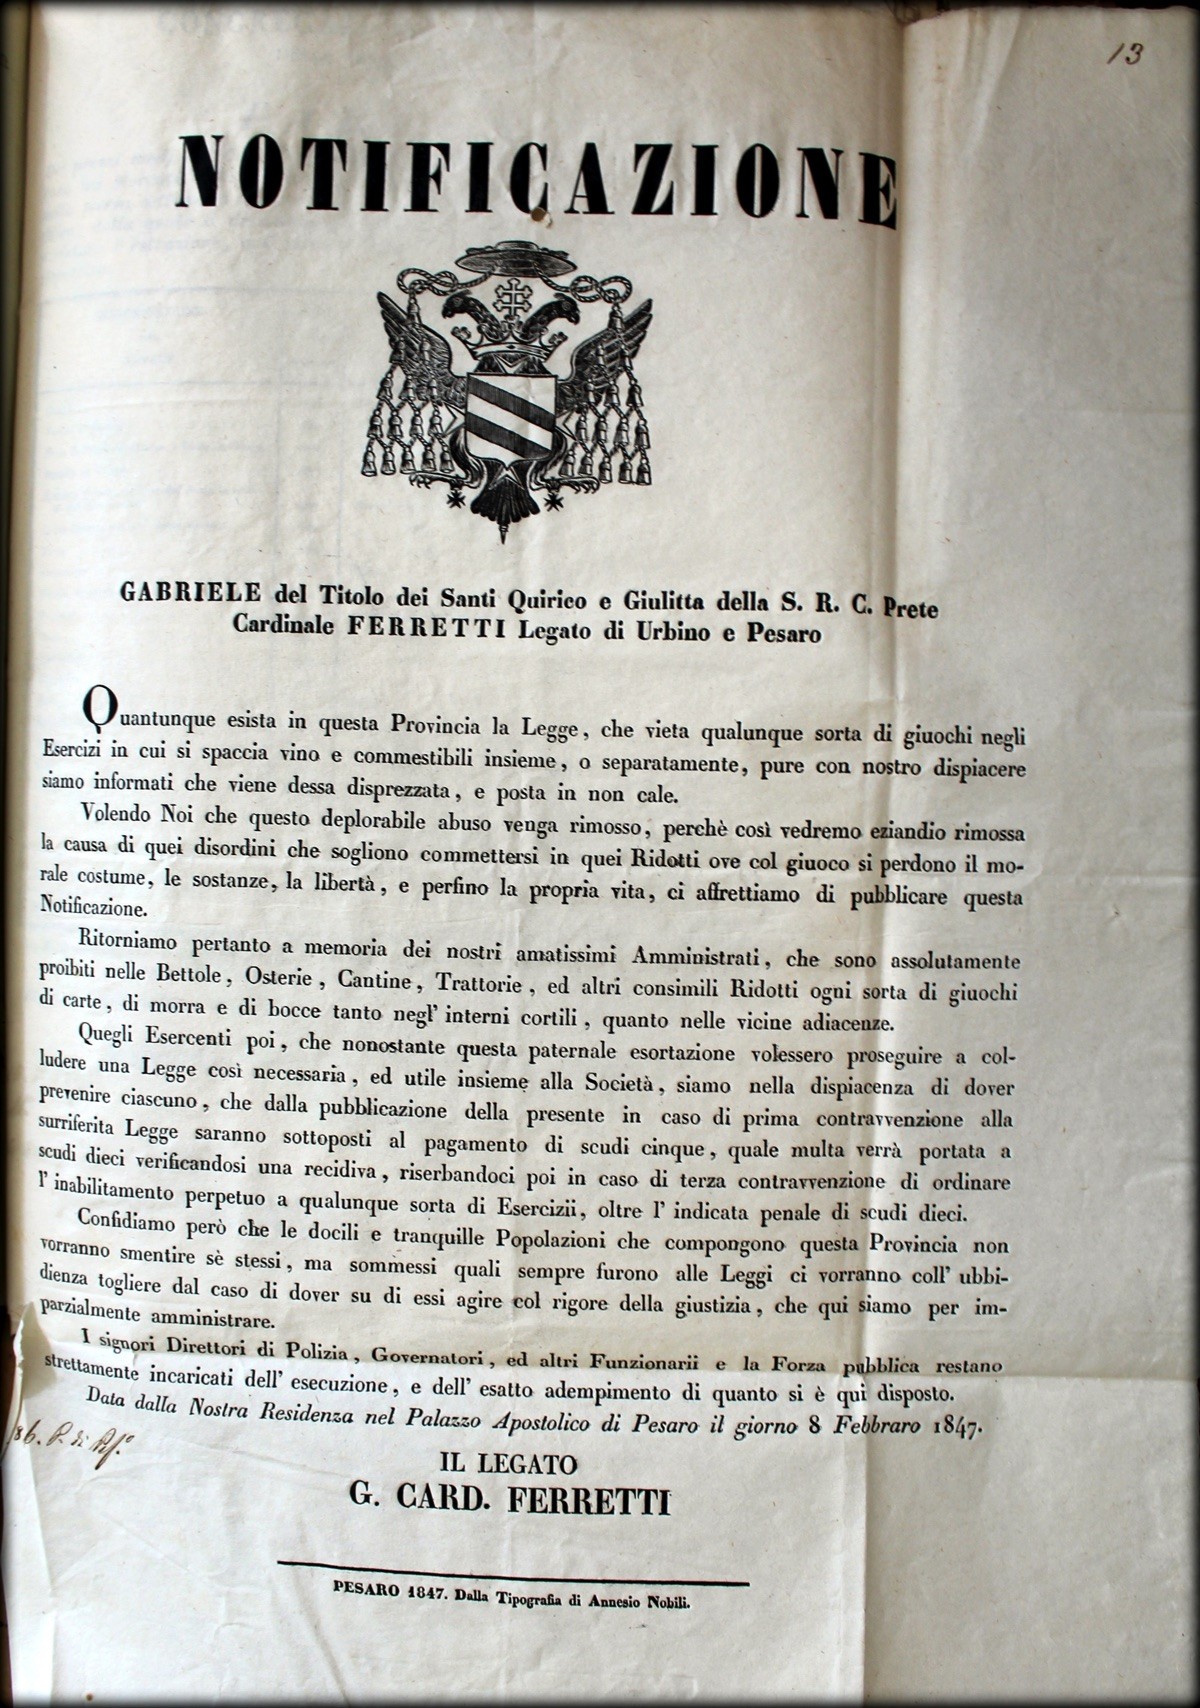 13
NOTIFICAZIONE
GABRIELE del Titolo dei Santi Quirico e Giulitta della S. R. C. Prete
Cardinale FERRETTI Legato di Urbino e Pesaro
Quantunque esista in questa Provincia la Legge, che vieta qualunque sorta di giuochi negli
Esercizi in cui si spaccia vino e commestibili insieme, o separatamente, pure con nostro dispiacere
siamo informati che viene dessa disprezzata, e posta in non cale.
Volendo Noi che questo deplorabile abuso venga rimosso, perchè così vedremo eziandio rimossa
la causa di quei disordini che sogliono commettersi in quei Ridotti ove col giuoco si perdono il mo-
rale costume, le sostanze, la libertà, e perfino la propria vita, ci affrettiamo di pubblicare questa
Notificazione.
Ritorniamo pertanto a memoria dei nostri amatissimi Amministrati, che sono assolutamente
proibiti nelle Bettole, Osterie, Cantine, Trattorie, ed altri consimili Ridotti ogni sorta di giuochi
di carte, di morra e di bocce tanto negl' interni cortili, quanto nelle vicine adiacenze.
Quegli Esercenti poi, che nonostante questa paternale esortazione volessero proseguire a col-
ludere una Legge così necessaria, ed utile insieme alla Società, siamo nella dispiacenza di dover
prevenire ciascuno, che dalla pubblicazione della presente in caso di prima contravvenzione alla
surriferita Legge saranno sottoposti al pagamento di scudi cinque, quale multa verrà portata a
scudi dieci verificandosi una recidiva, riserbandoci poi in caso di terza contravvenzione di ordinare
l' inabilitamento perpetuo a qualunque sorta di Esercizii, oltre l' indicata penale di scudi dieci.
Confidiamo però che le docili e tranquille Popolazioni che compongono questa Provincia non
vorranno smentire sè stessi, ma sommessi quali sempre furono alle Leggi ci vorranno coll' ubbi-
dienza togliere dal caso di dover su di essi agire col rigore della giustizia, che qui siamo per im-
parzialmente amministrare.
I signori Direttori di Polizia, Governatori, ed altri Funzionarii e la Forza pubblica restano
strettamente incaricati dell' esecuzione, e dell' esatto adempimento di quanto si è qui disposto.
Data dalla Nostra Residenza nel Palazzo Apostolico di Pesaro il giorno 8 Febbraro 1847.
IL LEGATO
G. CARD. FERRETTI
PESARO 1847. Dalla Tipografia di Annesio Nobili.